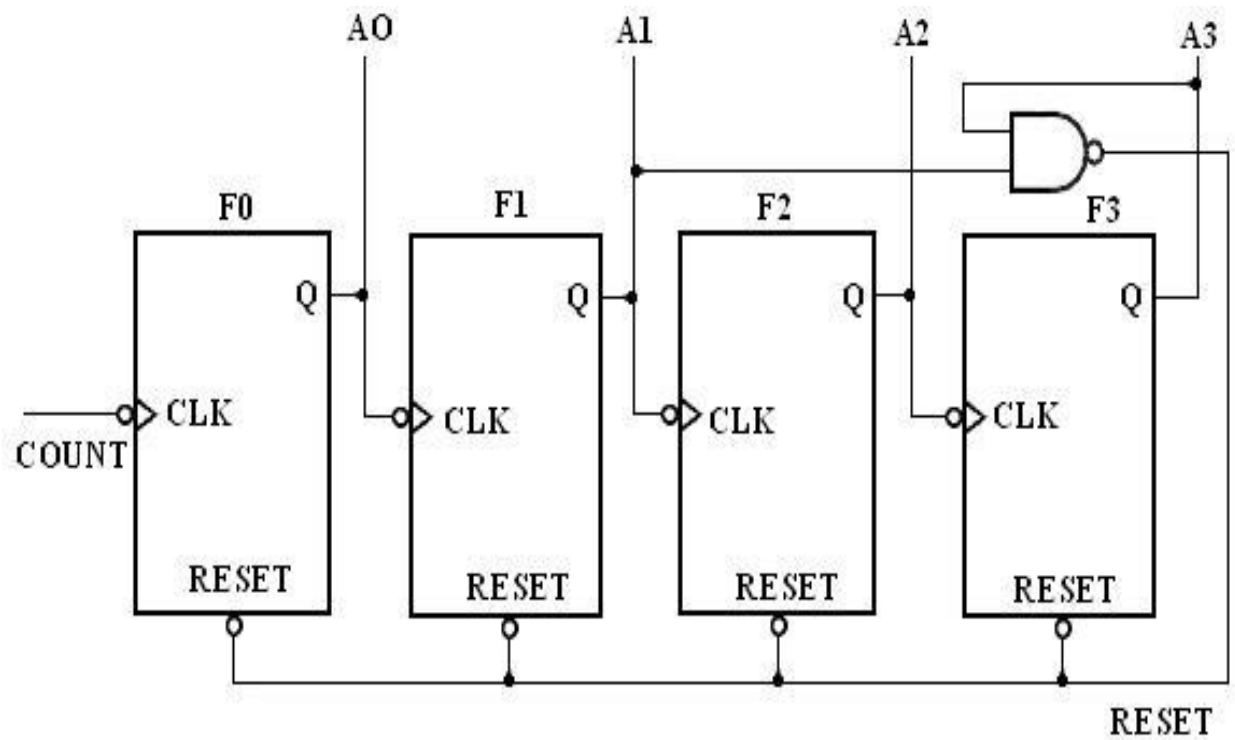 AO A1 A2 A3
F0 F1 F2 F3
Q Q Q Q
CLK CLK CLK CLK
COUNT
RESET RESET RESET RESET
RESET